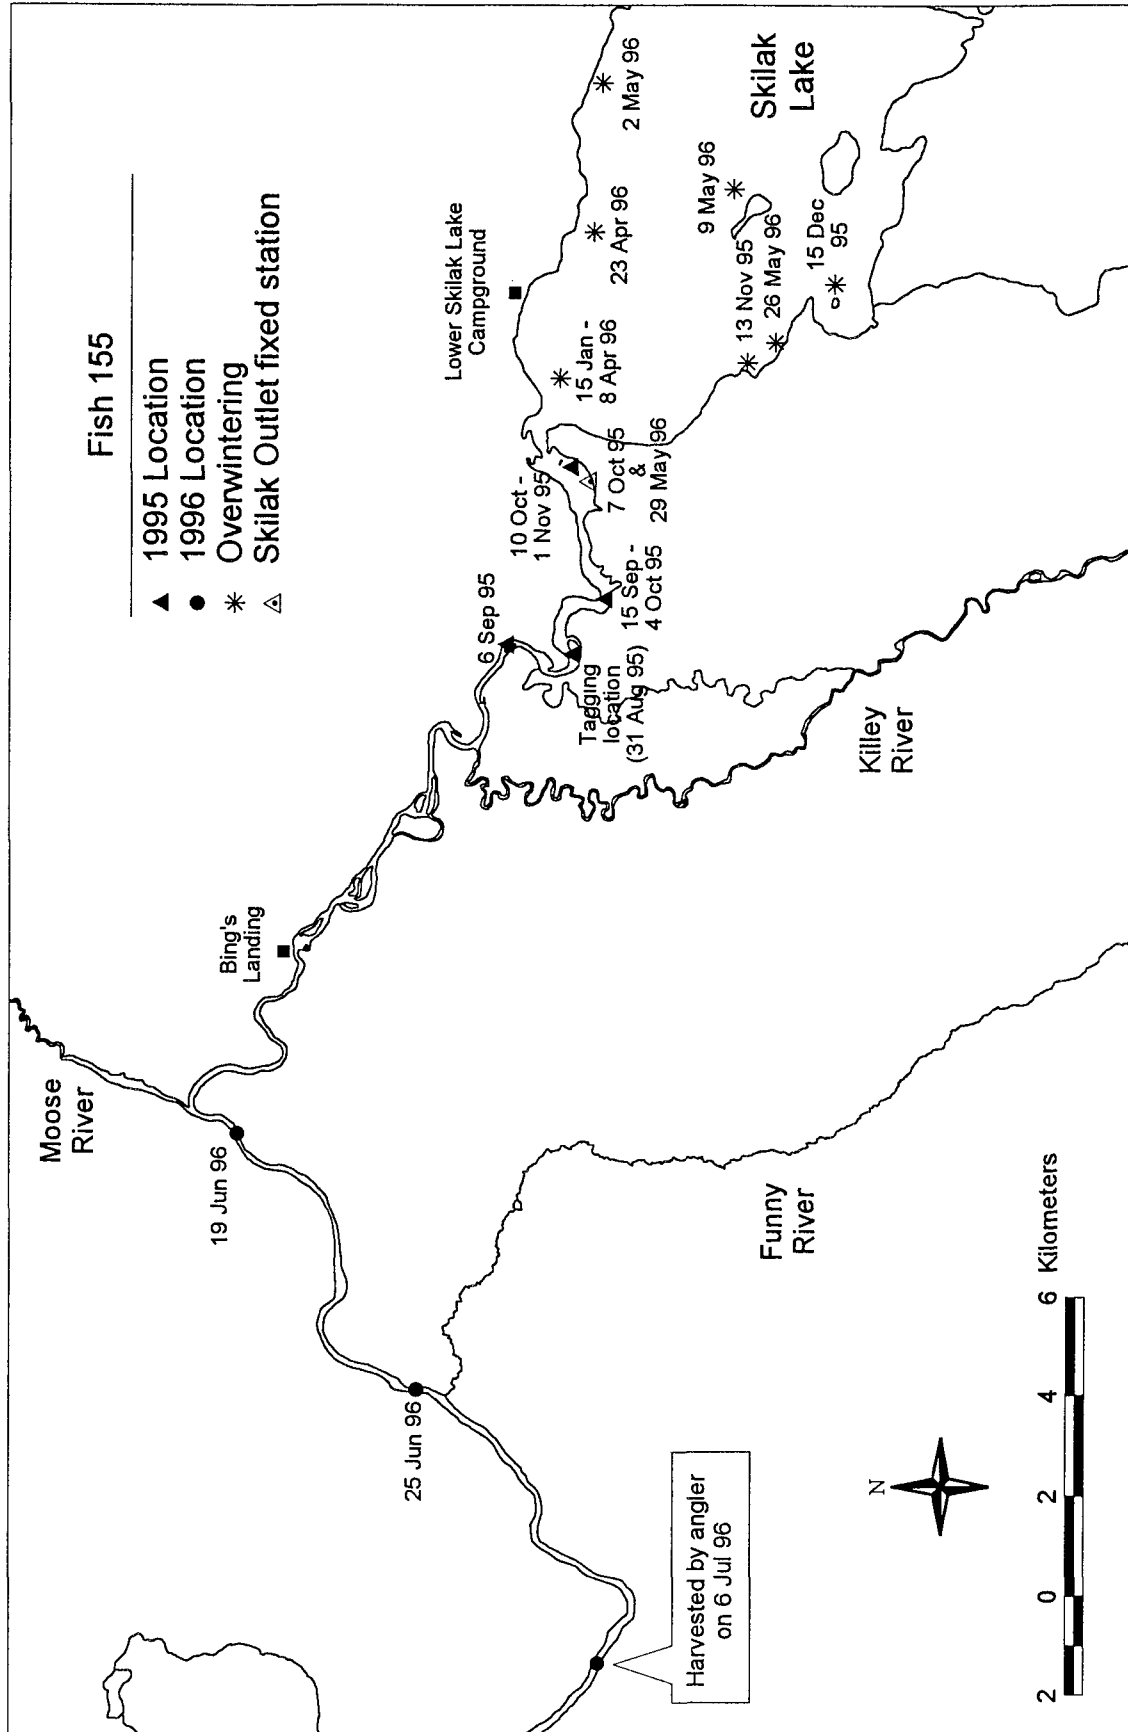 Fish 155
1995 Location
1996 Location
Overwintering
Skilak Outlet fixed station
Moose
River
Bing's
Landing
Lower Skilak Lake
Campground
Skilak
Lake
2 May 96
23 Apr 96
9 May 96
15 Jan -
8 Apr 96
13 Nov 95
26 May 96
15 Dec
95
10 Oct -
1 Nov 95
7 Oct 95
&
29 May 96
6 Sep 95
15 Sep -
4 Oct 95
Tagging
location
(31 Aug 95)
Killey
River
19 Jun 96
25 Jun 96
Funny
River
Harvested by angler
on 6 Jul 96
N
2 0 2 4 6 Kilometers